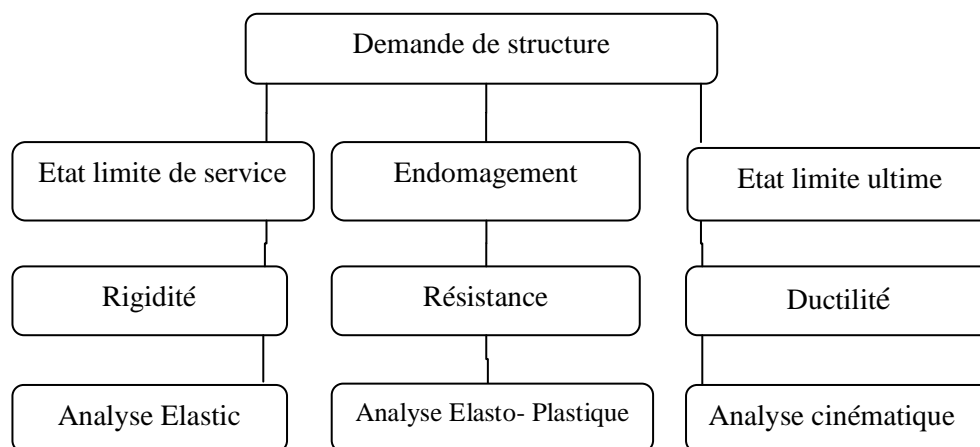 Demande de structure
Etat limite de service
Endomagement
Etat limite ultime
Rigidité
Résistance
Ductilité
Analyse Elastic
Analyse Elasto- Plastique
Analyse cinématique